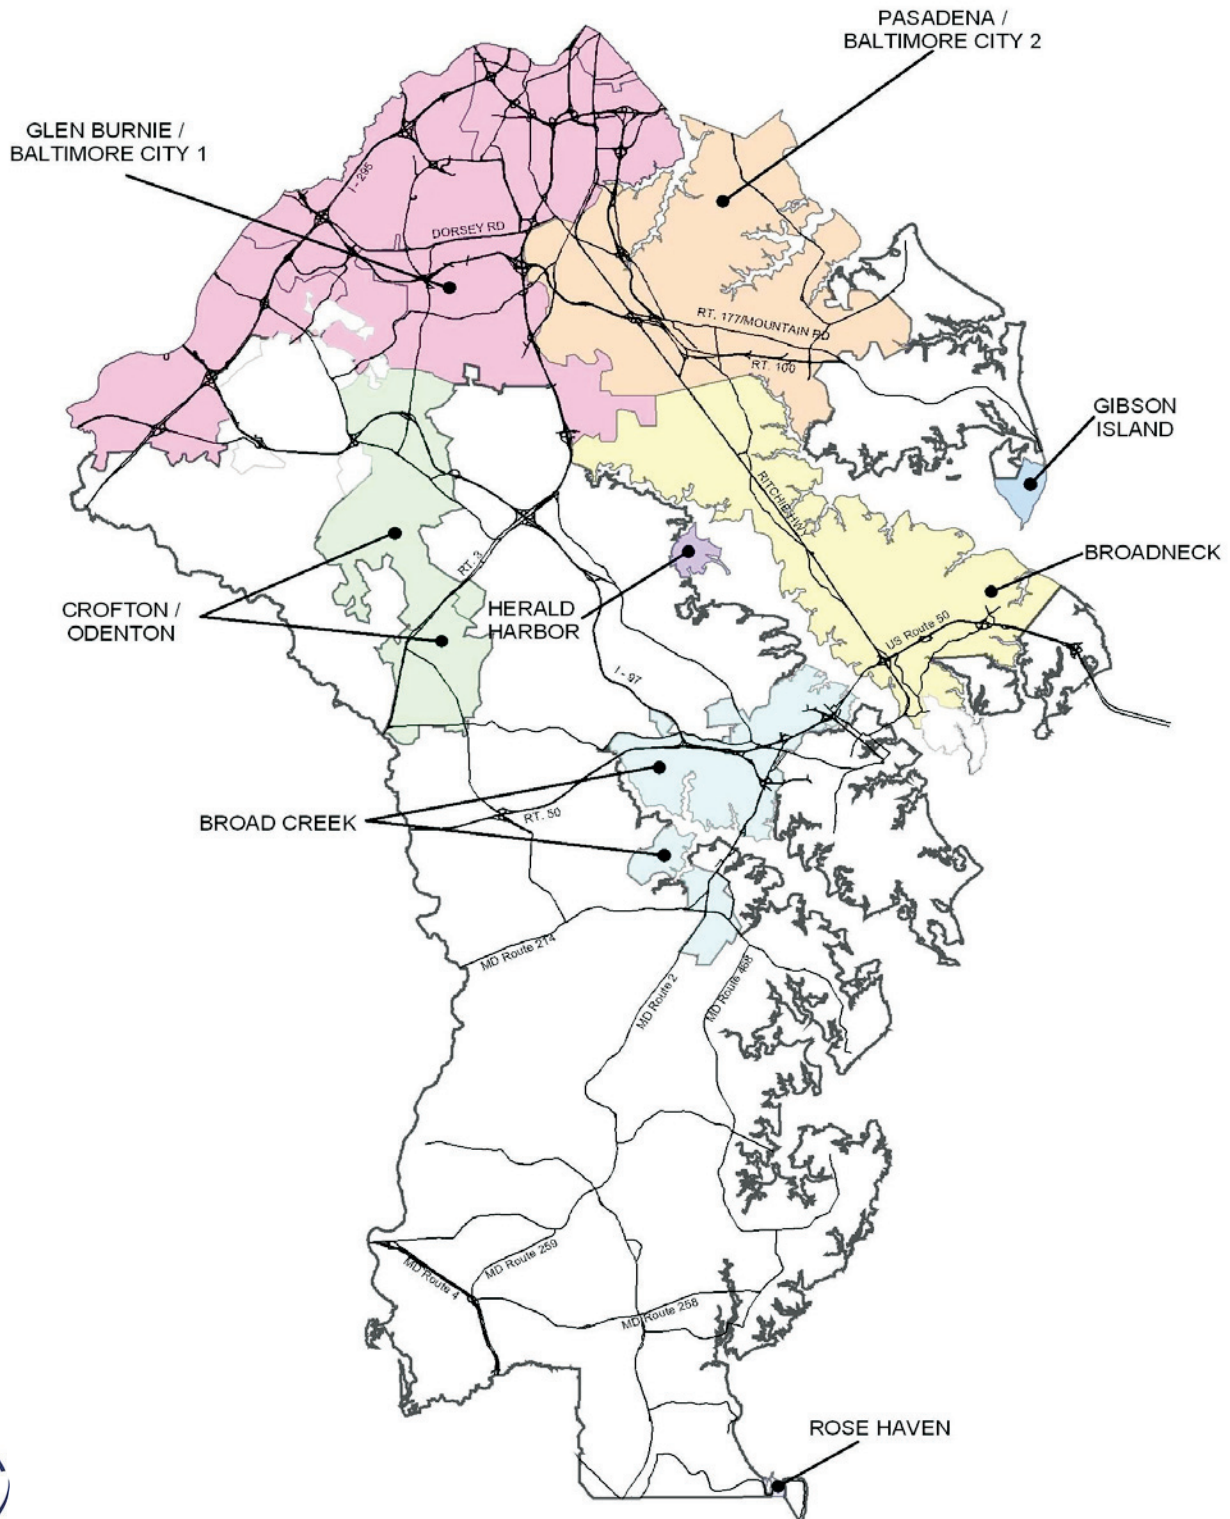 PASADENA /
BALTIMORE CITY 2
GLEN BURNIE /
BALTIMORE CITY 1
I - 295
DORSEY RD
RT. 177/MOUNTAIN RD
RT. 100
GIBSON
ISLAND
RITCHIE HWY
BROADNECK
RT. 3
CROFTON /
ODENTON
HERALD
HARBOR
US Route 50
I - 97
BROAD CREEK
RT. 50
MD Route 214
MD Route 2
MD Route 468
MD Route 259
MD Route 4
MD Route 258
ROSE HAVEN